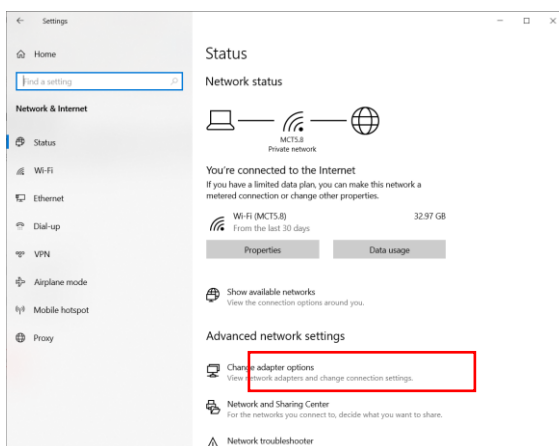 Settings
Home
Find a setting
Network & Internet
Status
Wi-Fi
Ethernet
Dial-up
VPN
Airplane mode
Mobile hotspot
Proxy
Status
Network status
MCT5.8
Private network
You're connected to the Internet
If you have a limited data plan, you can make this network a
metered connection or change other properties.
Wi-Fi (MCT5.8) 32.97 GB
From the last 30 days
Properties Data usage
Show available networks
View the connection options around you.
Advanced network settings
Change adapter options
View network adapters and change connection settings.
Network and Sharing Center
For the networks you connect to, decide what you want to share.
Network troubleshooter